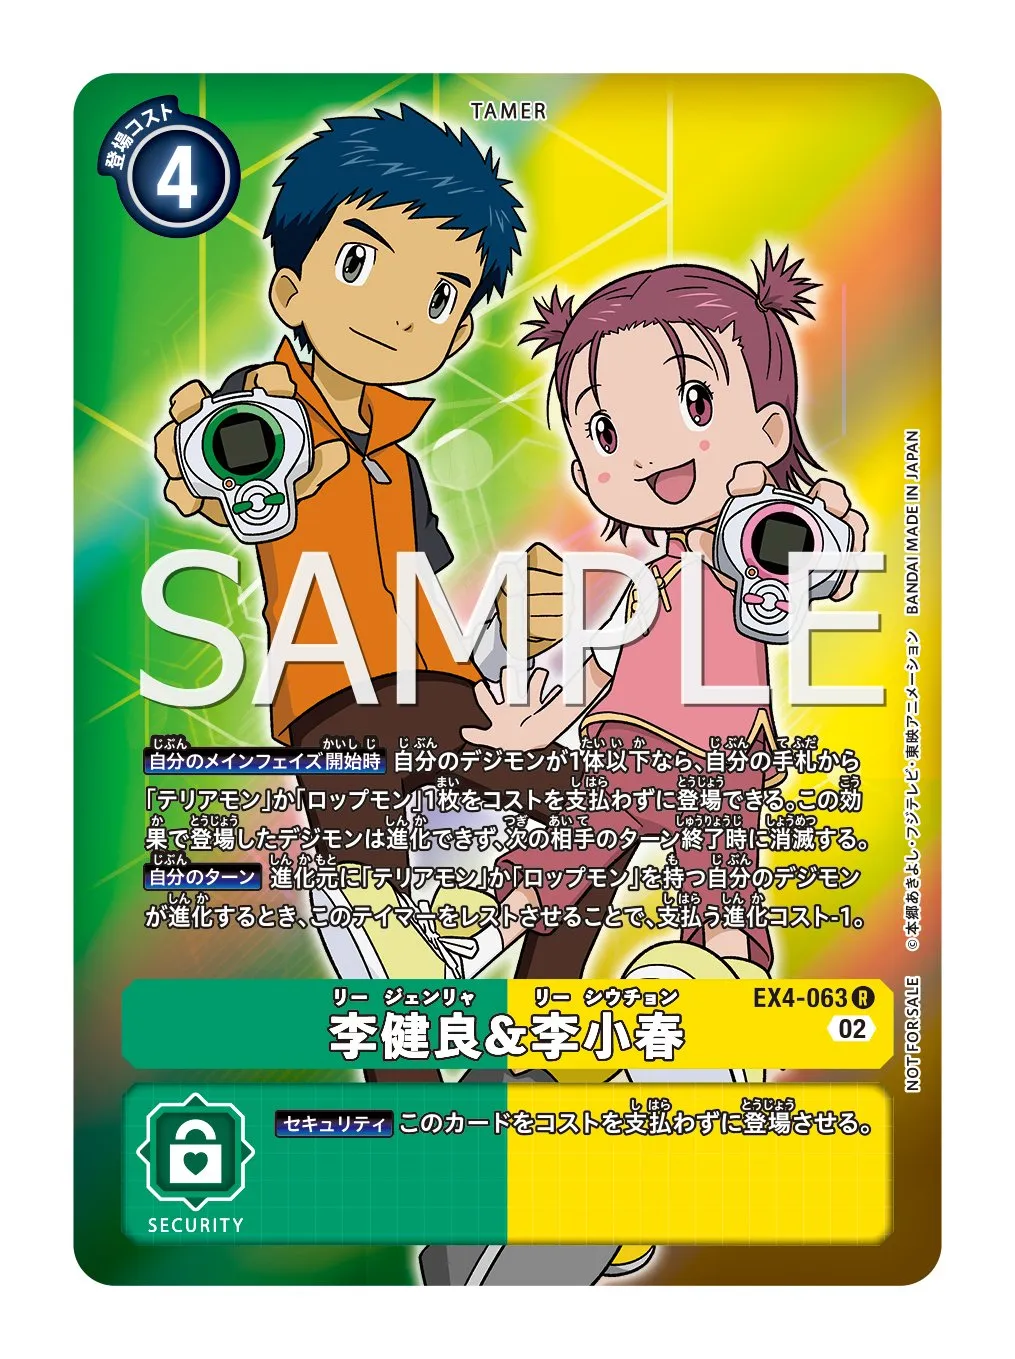 TAMER
登場コスト
4
SAMPLE
自分のメインフェイズ開始時 自分のデジモンが1体以下なら、自分の手札から
「テリアモン」か「ロップモン」1枚をコストを支払わずに登場できる。この効
果で登場したデジモンは進化できず、次の相手のターン終了時に消滅する。
自分のターン 進化元に「テリアモン」か「ロップモン」を持つ自分のデジモン
が進化するとき、このテイマーをレストさせることで、支払う進化コスト-1。
リー ジェンリャ リー シウチョン
李健良&李小春
EX4-063 R
02
セキュリティ このカードをコストを支払わずに登場させる。
SECURITY
©本郷あきよし・フジテレビ・東映アニメーション BANDAI MADE IN JAPAN
NOT FOR SALE